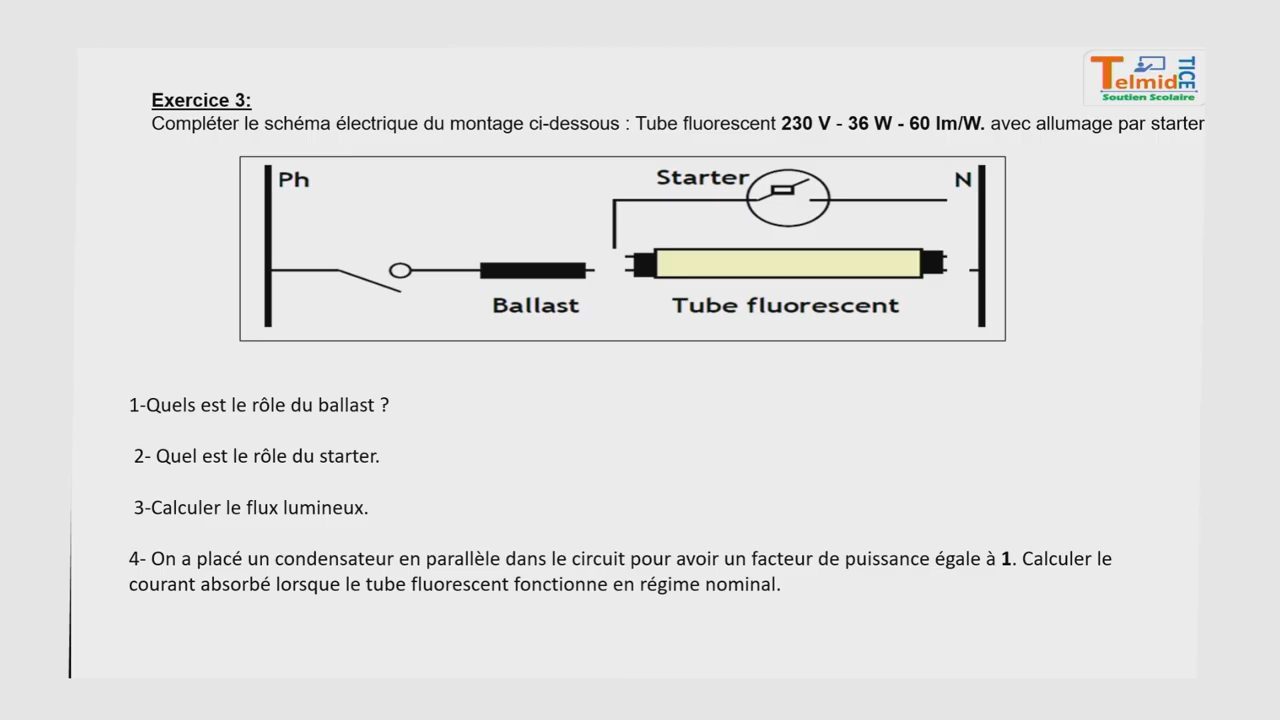 Telmid TICE
Soutien Scolaire
Exercice 3:
Compléter le schéma électrique du montage ci-dessous : Tube fluorescent 230 V - 36 W - 60 lm/W. avec allumage par starter
Ph
Starter
N
Ballast
Tube fluorescent
1-Quels est le rôle du ballast ?
2- Quel est le rôle du starter.
3-Calculer le flux lumineux.
4- On a placé un condensateur en parallèle dans le circuit pour avoir un facteur de puissance égale à 1. Calculer le
courant absorbé lorsque le tube fluorescent fonctionne en régime nominal.